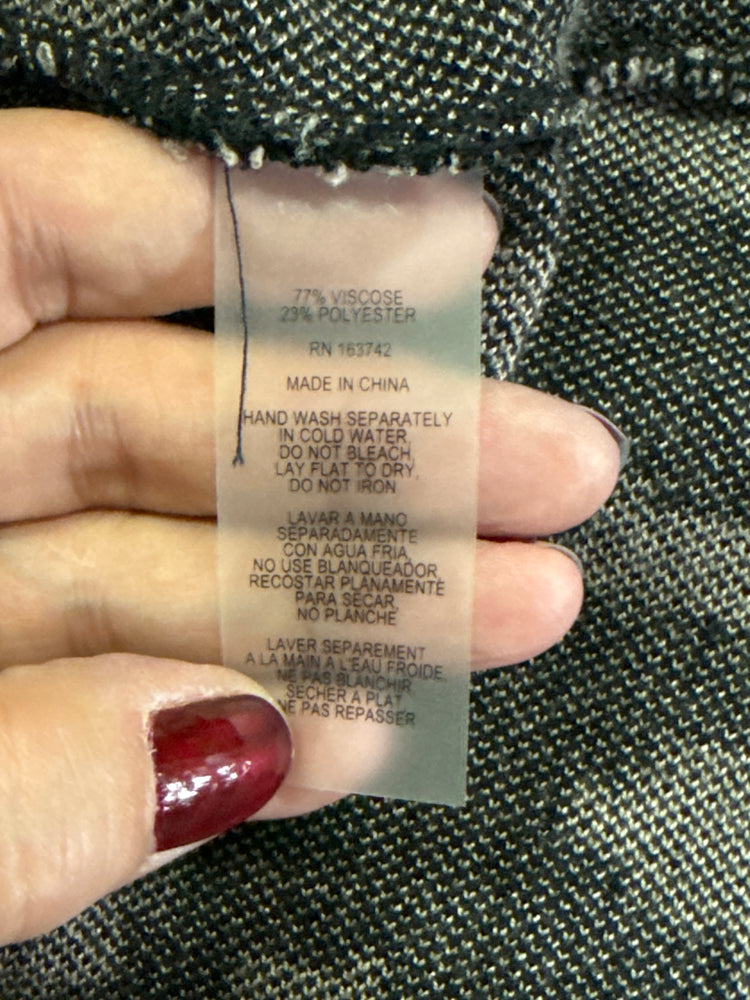 77% VISCOSE
23% POLYESTER
RN 163742
MADE IN CHINA
HAND WASH SEPARATELY
IN COLD WATER,
DO NOT BLEACH,
LAY FLAT TO DRY,
DO NOT IRON
LAVAR A MANO
SEPARADAMENTE
CON AGUA FRIA,
NO USE BLANQUEADOR,
RECOSTAR PLANAMENTE
PARA SECAR,
NO PLANCHE
LAVER SEPAREMENT
A LA MAIN A L'EAU FROIDE,
NE PAS BLANCHIR
SECHER A PLAT
NE PAS REPASSER